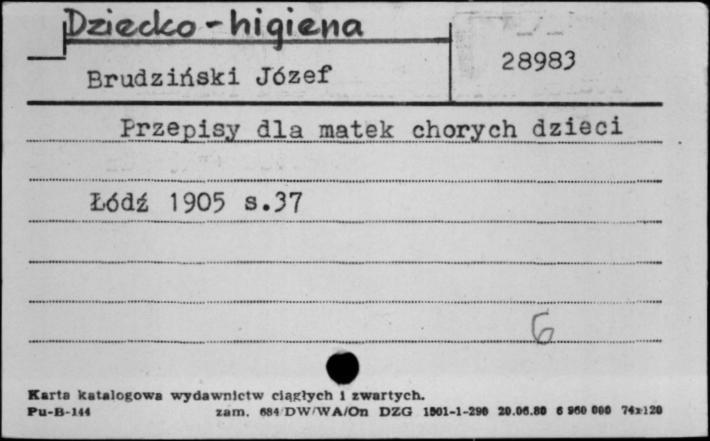 Dziecko - higiena
28983
Brudziński Józef
Przepisy dla matek chorych dzieci
Łódź 1905 s.37
6
Karta katalogowa wydawnictw ciągłych i zwartych.
Pu-B-144 zam. 684/DW/WA/On DZG 1501-1-290 20.06.80 6 960 000 74x120